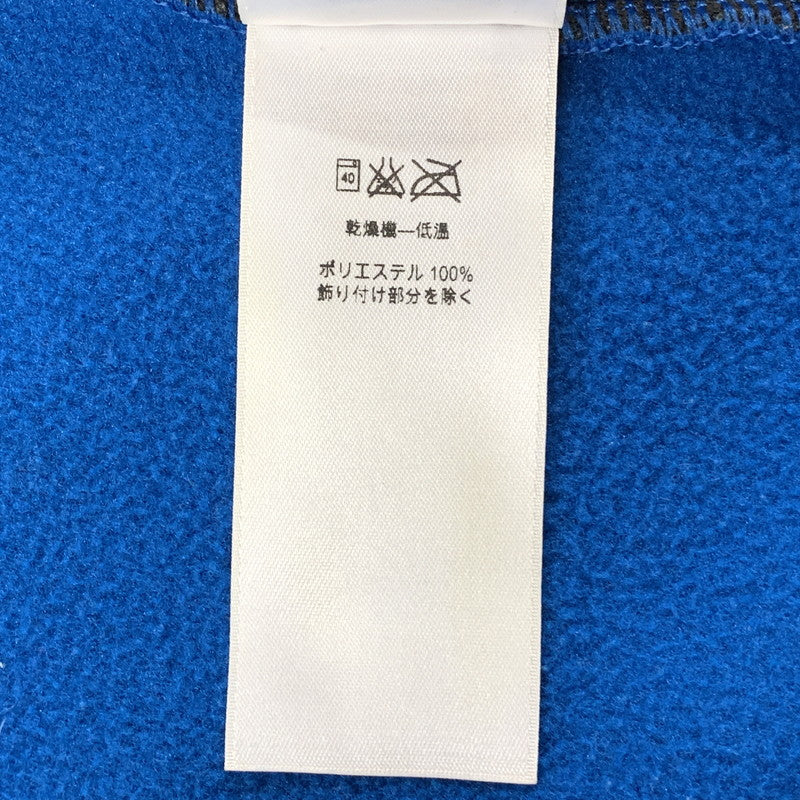 40
乾燥機—低温
ポリエステル 100%
飾り付け部分を除く